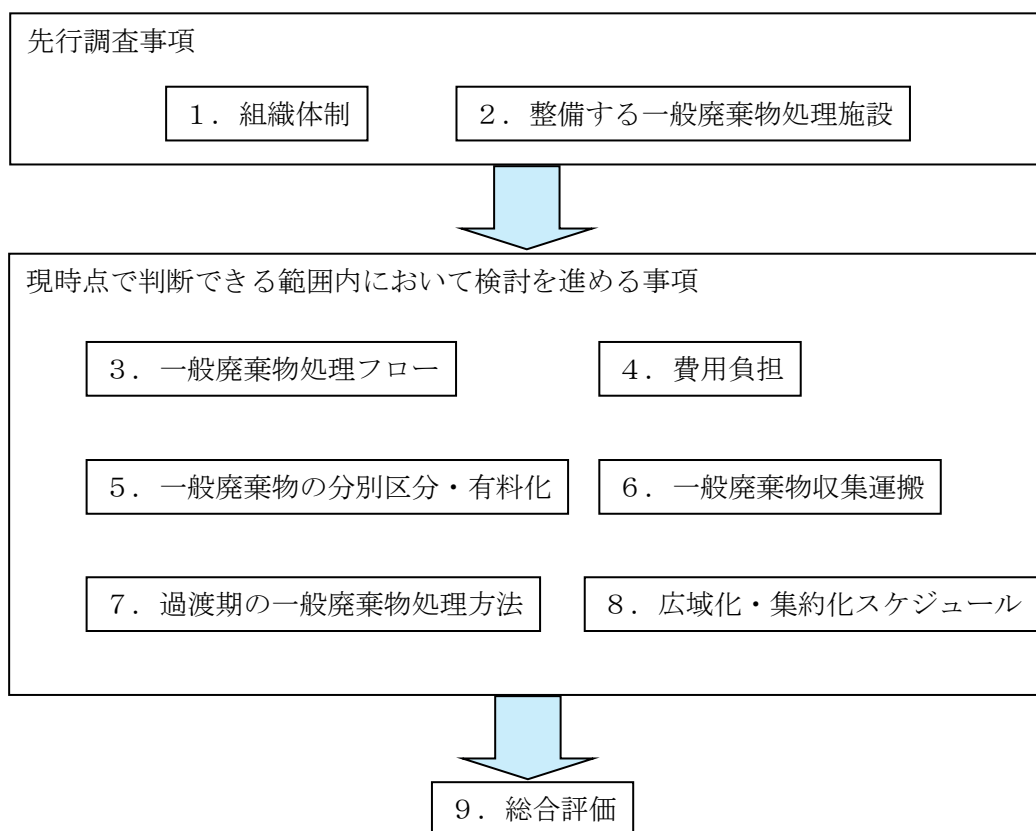 先行調査事項
１．組織体制
２．整備する一般廃棄物処理施設
現時点で判断できる範囲内において検討を進める事項
３．一般廃棄物処理フロー
４．費用負担
５．一般廃棄物の分別区分・有料化
６．一般廃棄物収集運搬
７．過渡期の一般廃棄物処理方法
８．広域化・集約化スケジュール
９．総合評価